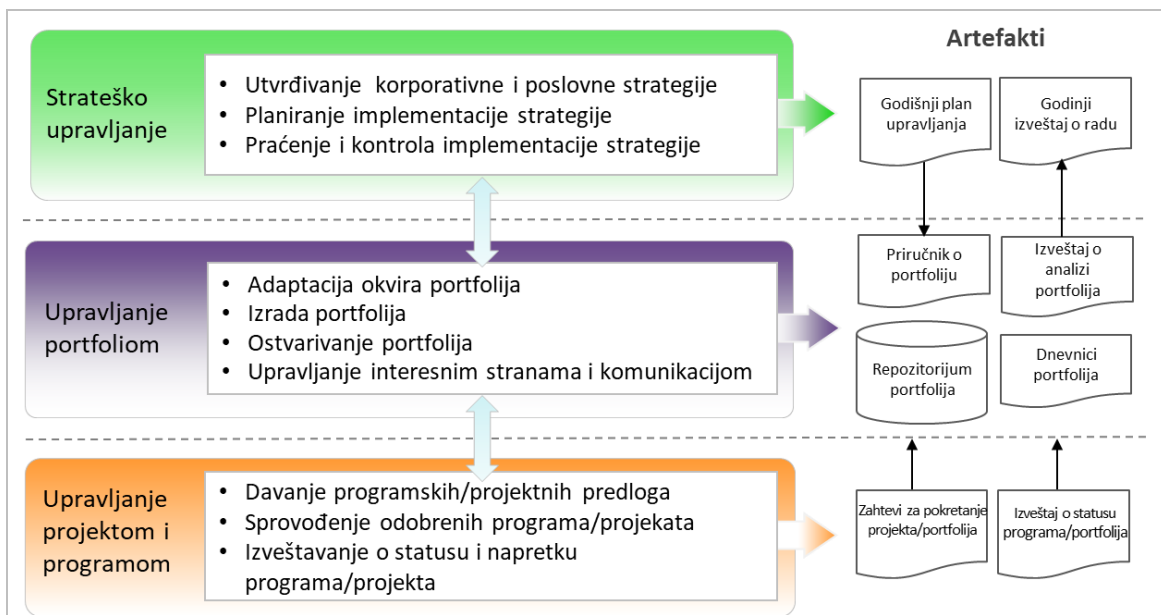 Artefakti
Strateško
upravljanje
• Utvrđivanje korporativne i poslovne strategije
• Planiranje implementacije strategije
• Praćenje i kontrola implementacije strategije
Godišnji plan
upravljanja
Godinji
izveštaj o radu
Upravljanje
portfoliom
• Adaptacija okvira portfolija
• Izrada portfolija
• Ostvarivanje portfolija
• Upravljanje interesnim stranama i komunikacijom
Priručnik o
portfoliju
Izveštaj o
analizi
portfolija
Repozitorijum
portfolija
Dnevnici
portfolija
Upravljanje
projektom i
programom
• Davanje programskih/projektnih predloga
• Sprovođenje odobrenih programa/projekata
• Izveštavanje o statusu i napretku
programa/projekta
Zahtevi za pokretanje
projekta/portfolija
Izveštaj o statusu
programa/portfolija